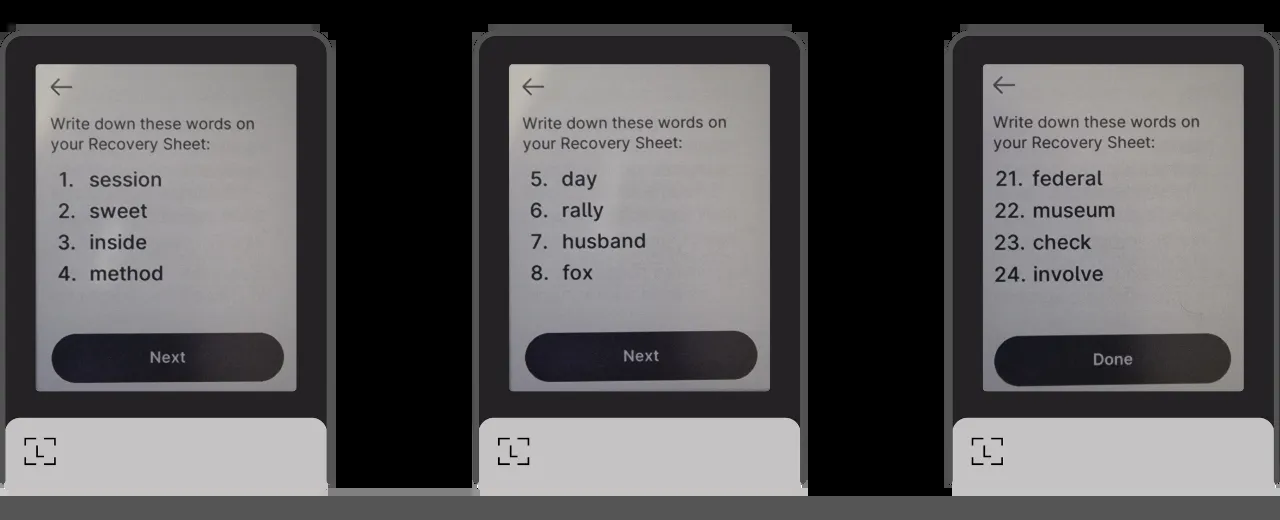 Write down these words on
your Recovery Sheet:
1. session
2. sweet
3. inside
4. method
Next
L
Write down these words on
your Recovery Sheet:
5. day
6. rally
7. husband
8. fox
Next
L
Write down these words on
your Recovery Sheet:
21. federal
22. museum
23. check
24. involve
Done
L